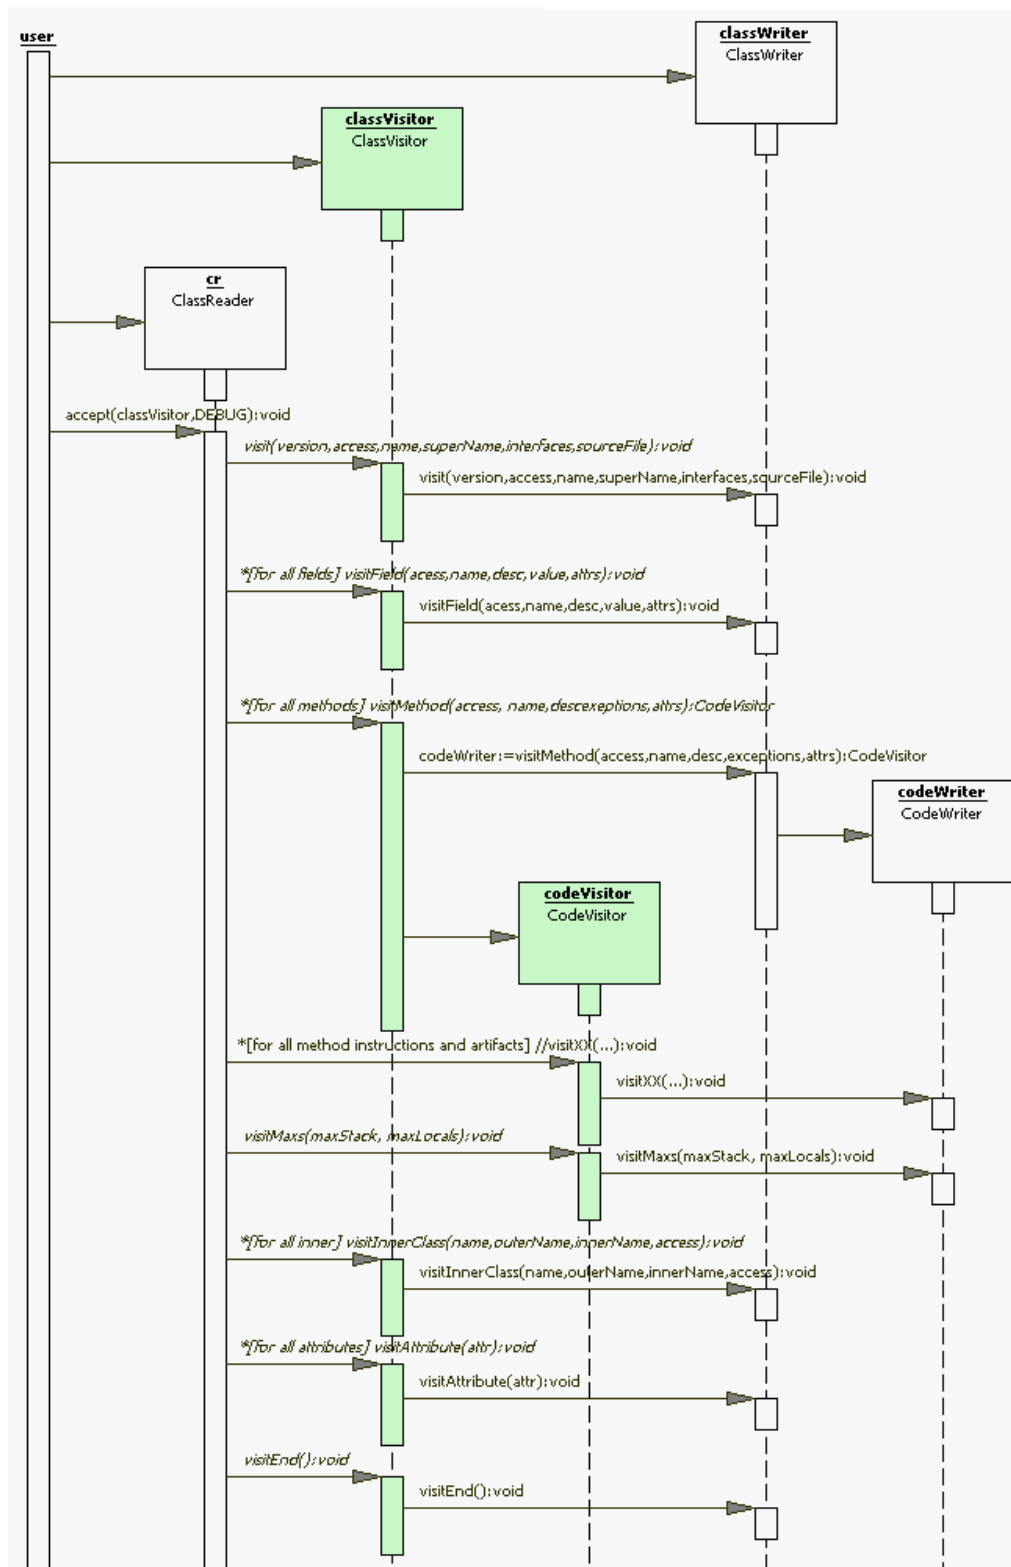 user
classWriter
ClassWriter
classVisitor
ClassVisitor
cr
ClassReader
accept(classVisitor,DEBUG):void
visit(version,access,name,superName,interfaces,sourceFile):void
visit(version,access,name,superName,interfaces,sourceFile):void
*[for all fields] visitField(acess,name,desc,value,attrs):void
visitField(acess,name,desc,value,attrs):void
*[for all methods] visitMethod(access, name,descexeptions,attrs):CodeVisitor
codeWriter:=visitMethod(access,name,desc,exceptions,attrs):CodeVisitor
codeWriter
CodeWriter
codeVisitor
CodeVisitor
*[for all method instructions and artifacts] //visitXX(...):void
visitXX(...):void
visitMaxs(maxStack, maxLocals):void
visitMaxs(maxStack, maxLocals):void
*[for all inner] visitInnerClass(name,outerName,innerName,access):void
visitInnerClass(name,outerName,innerName,access):void
*[for all attributes] visitAttribute(attr):void
visitAttribute(attr):void
visitEnd():void
visitEnd():void